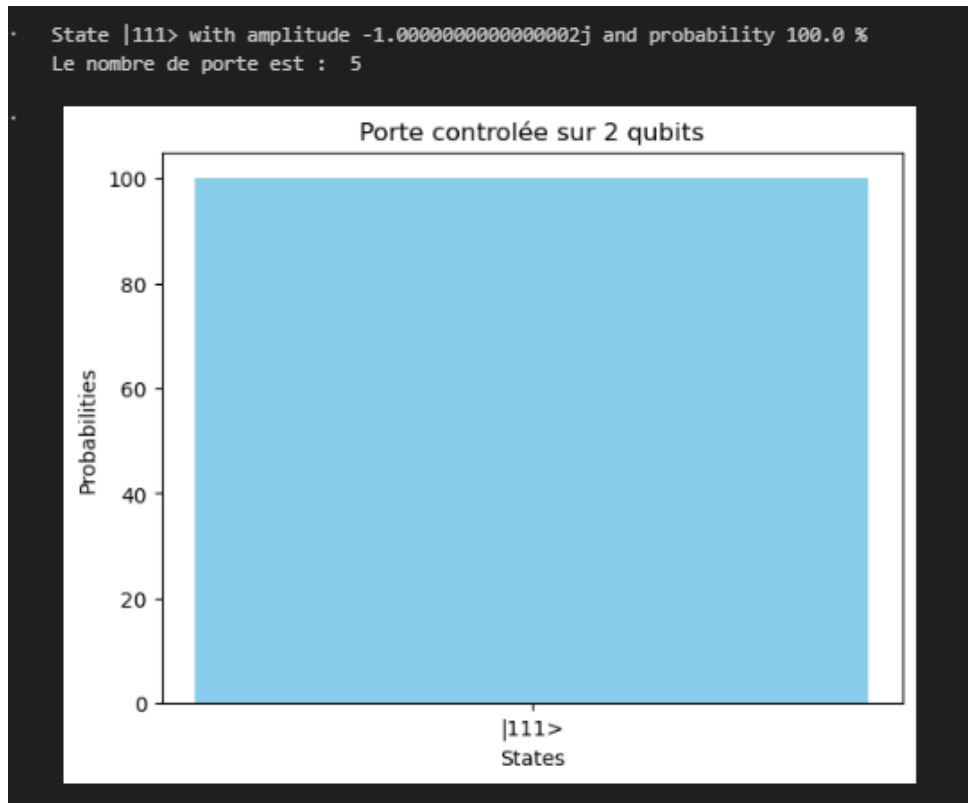 State |111> with amplitude -1.0000000000000002j and probability 100.0 %
Le nombre de porte est :  5
Porte controlée sur 2 qubits
100
80
60
40
20
0
Probabilities
|111>
States